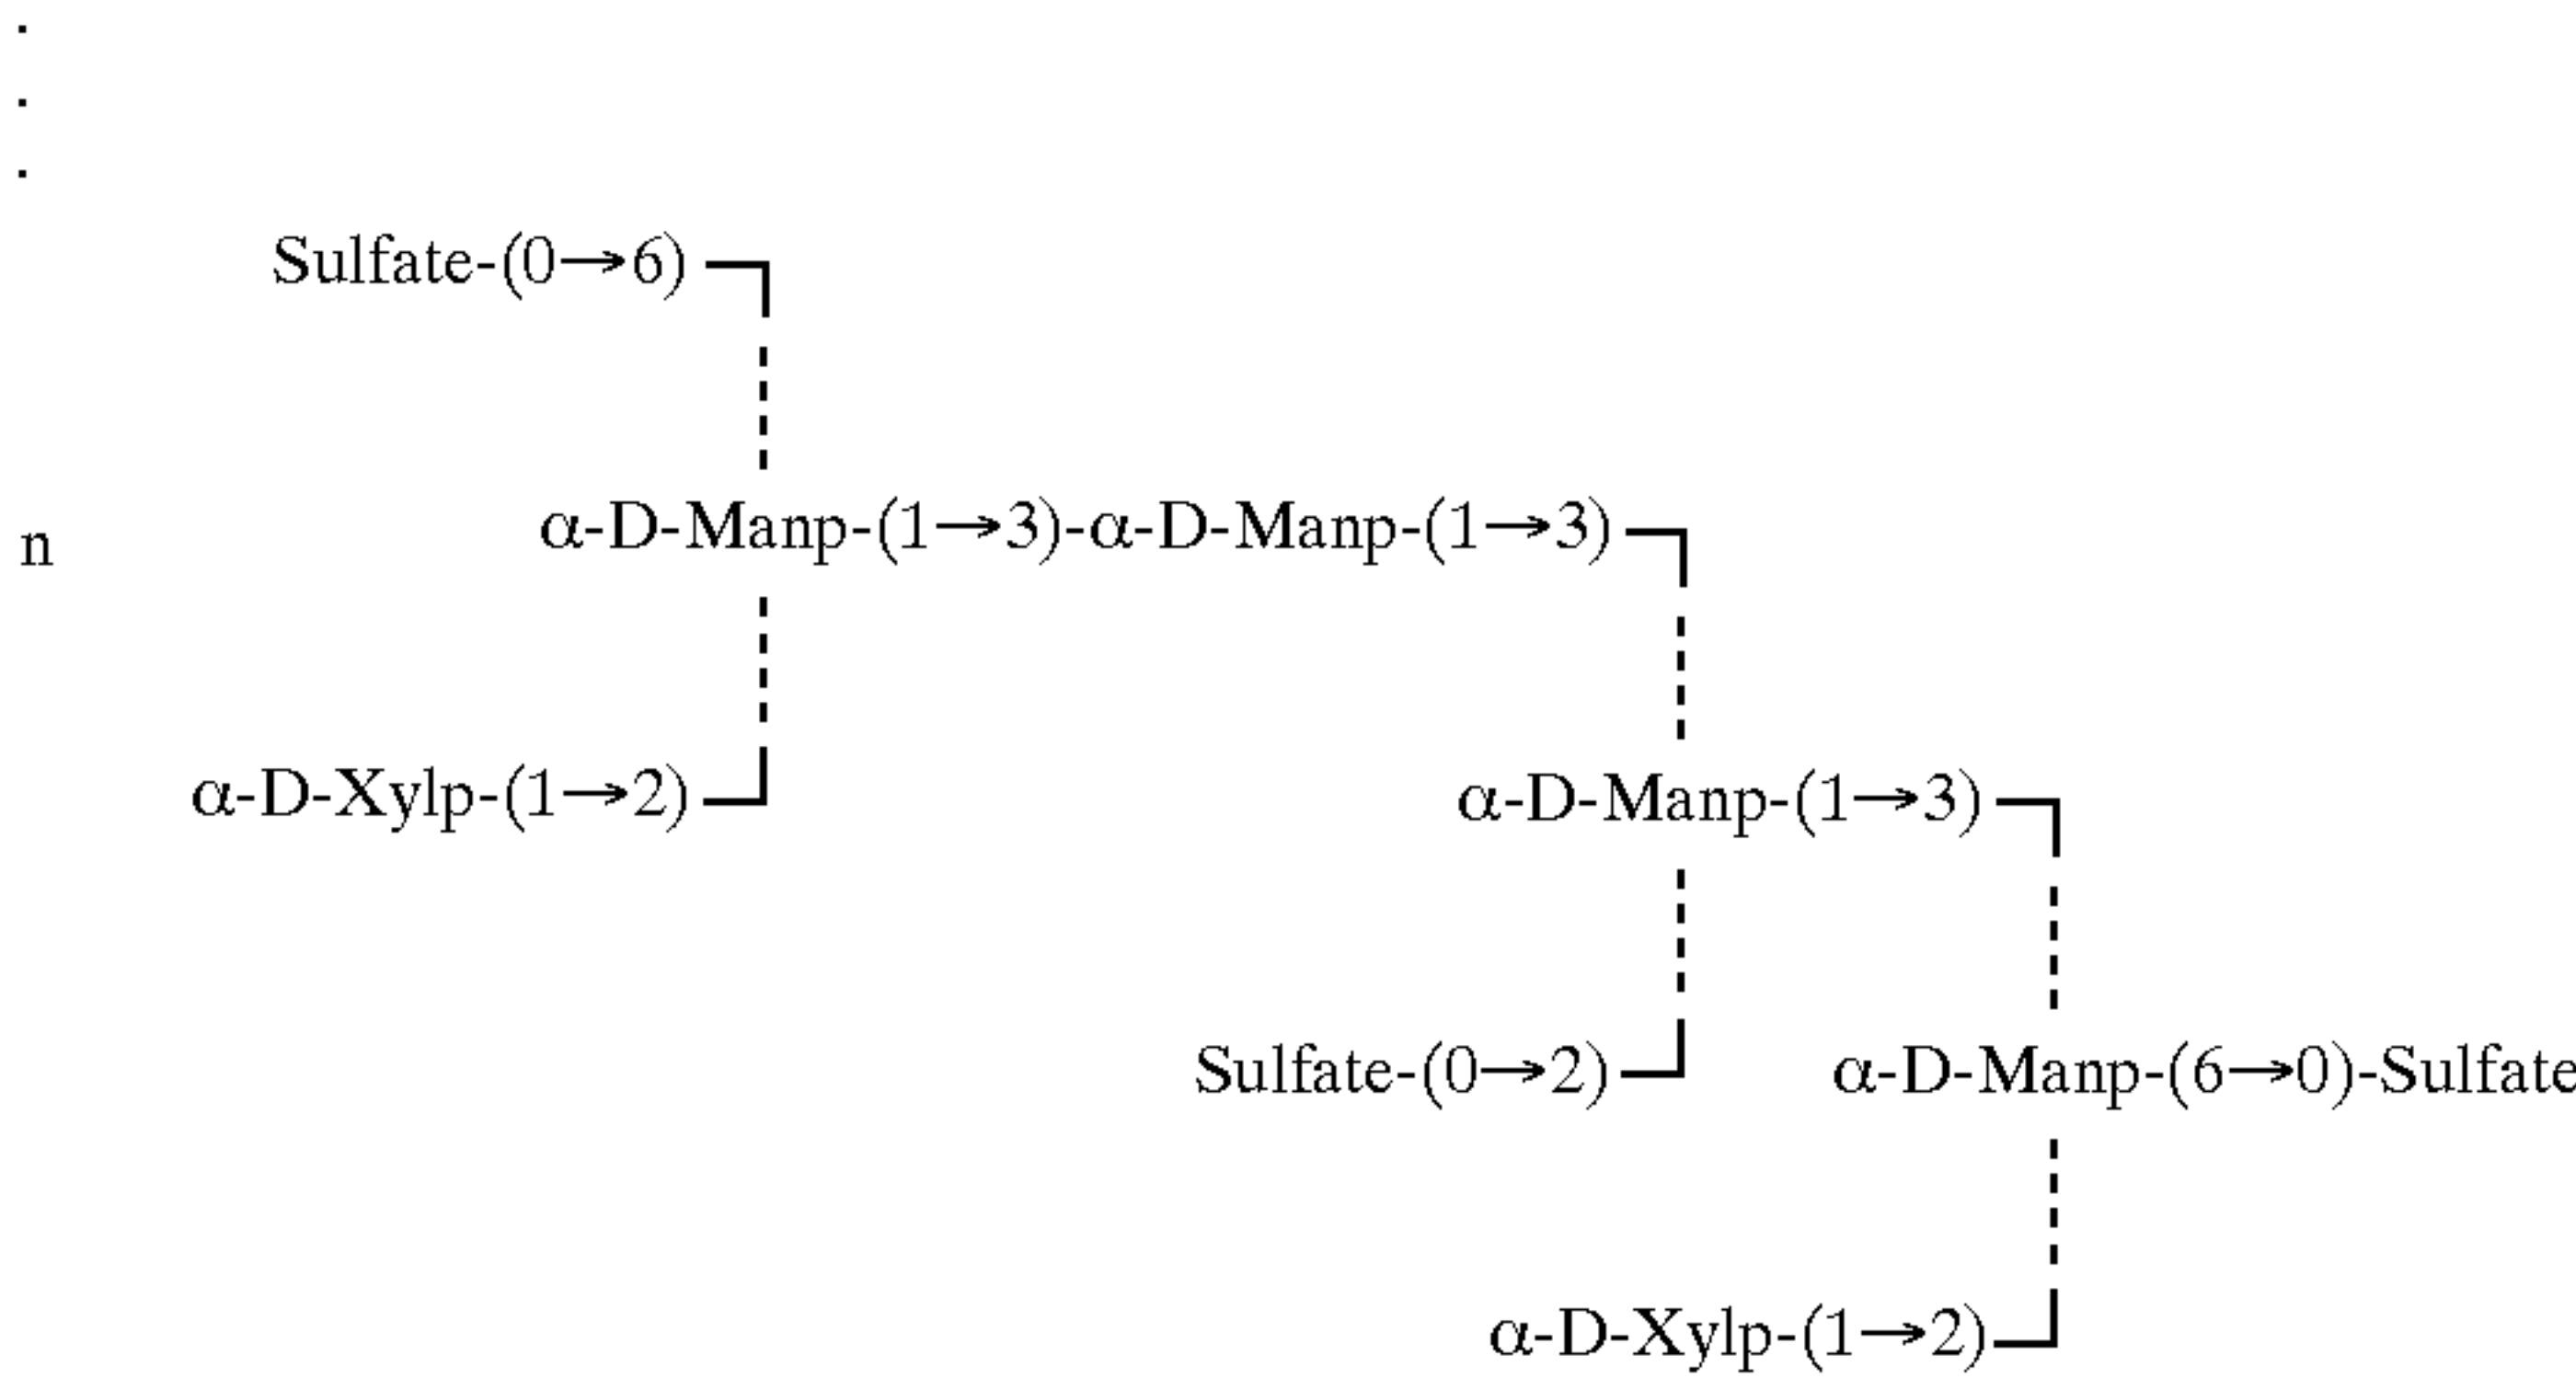 .
.
.
Sulfate-(0→6)
n α-D-Manp-(1→3)-α-D-Manp-(1→3)
α-D-Xylp-(1→2) α-D-Manp-(1→3)
Sulfate-(0→2) α-D-Manp-(6→0)-Sulfate
α-D-Xylp-(1→2)